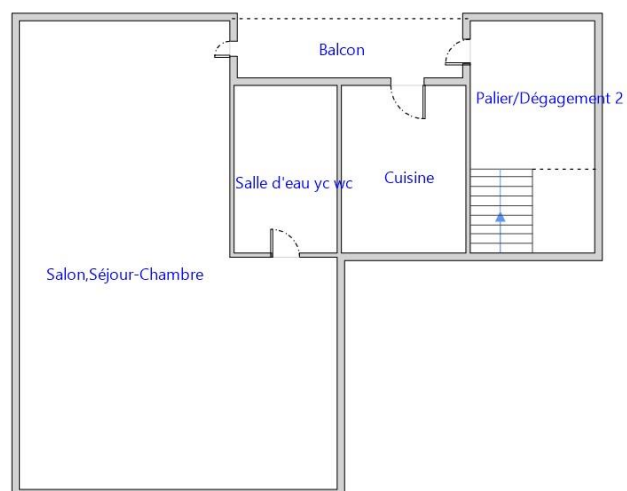 Balcon
Palier/Dégagement 2
Salle d'eau yc wc
Cuisine
Salon,Séjour-Chambre